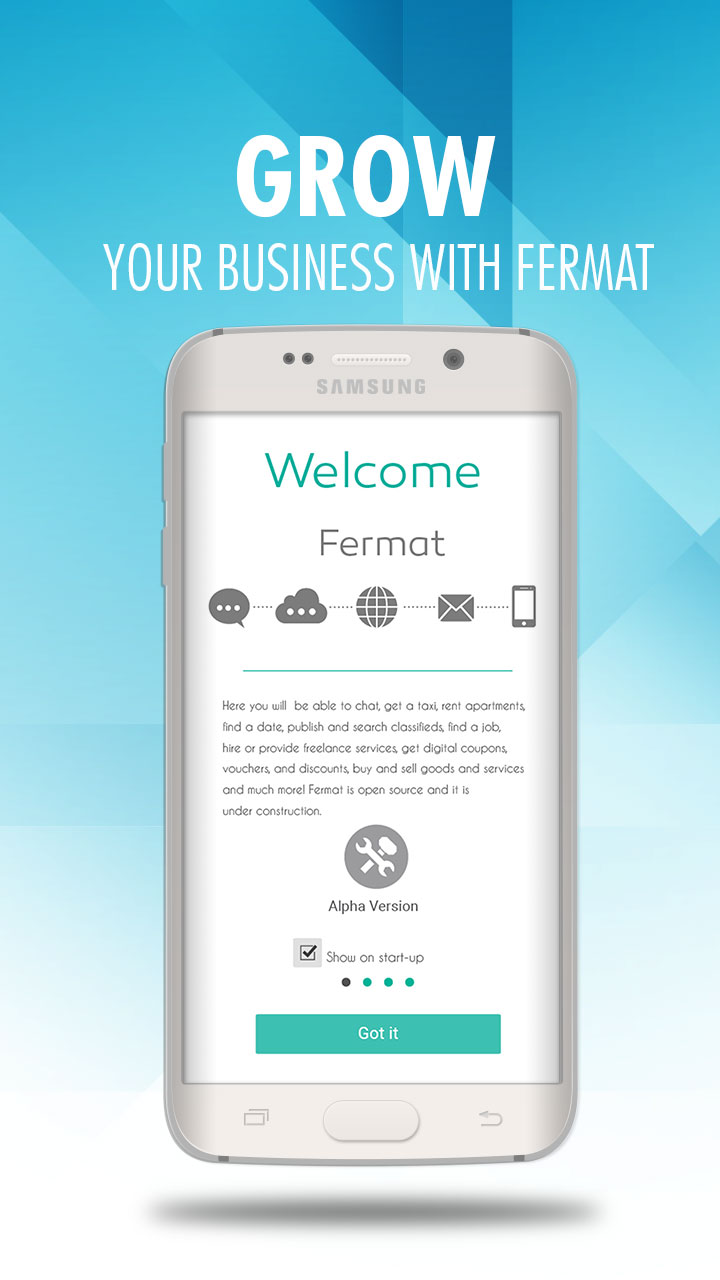 GROW
YOUR BUSINESS WITH FERMAT
SAMSUNG
Welcome
Fermat
Here you will be able to chat, get a taxi, rent apartments,
find a date, publish and search classifieds, find a job,
hire or provide freelance services, get digital coupons,
vouchers, and discounts, buy and sell goods and services
and much more! Fermat is open source and it is
under construction.
Alpha Version
Show on start-up
Got it